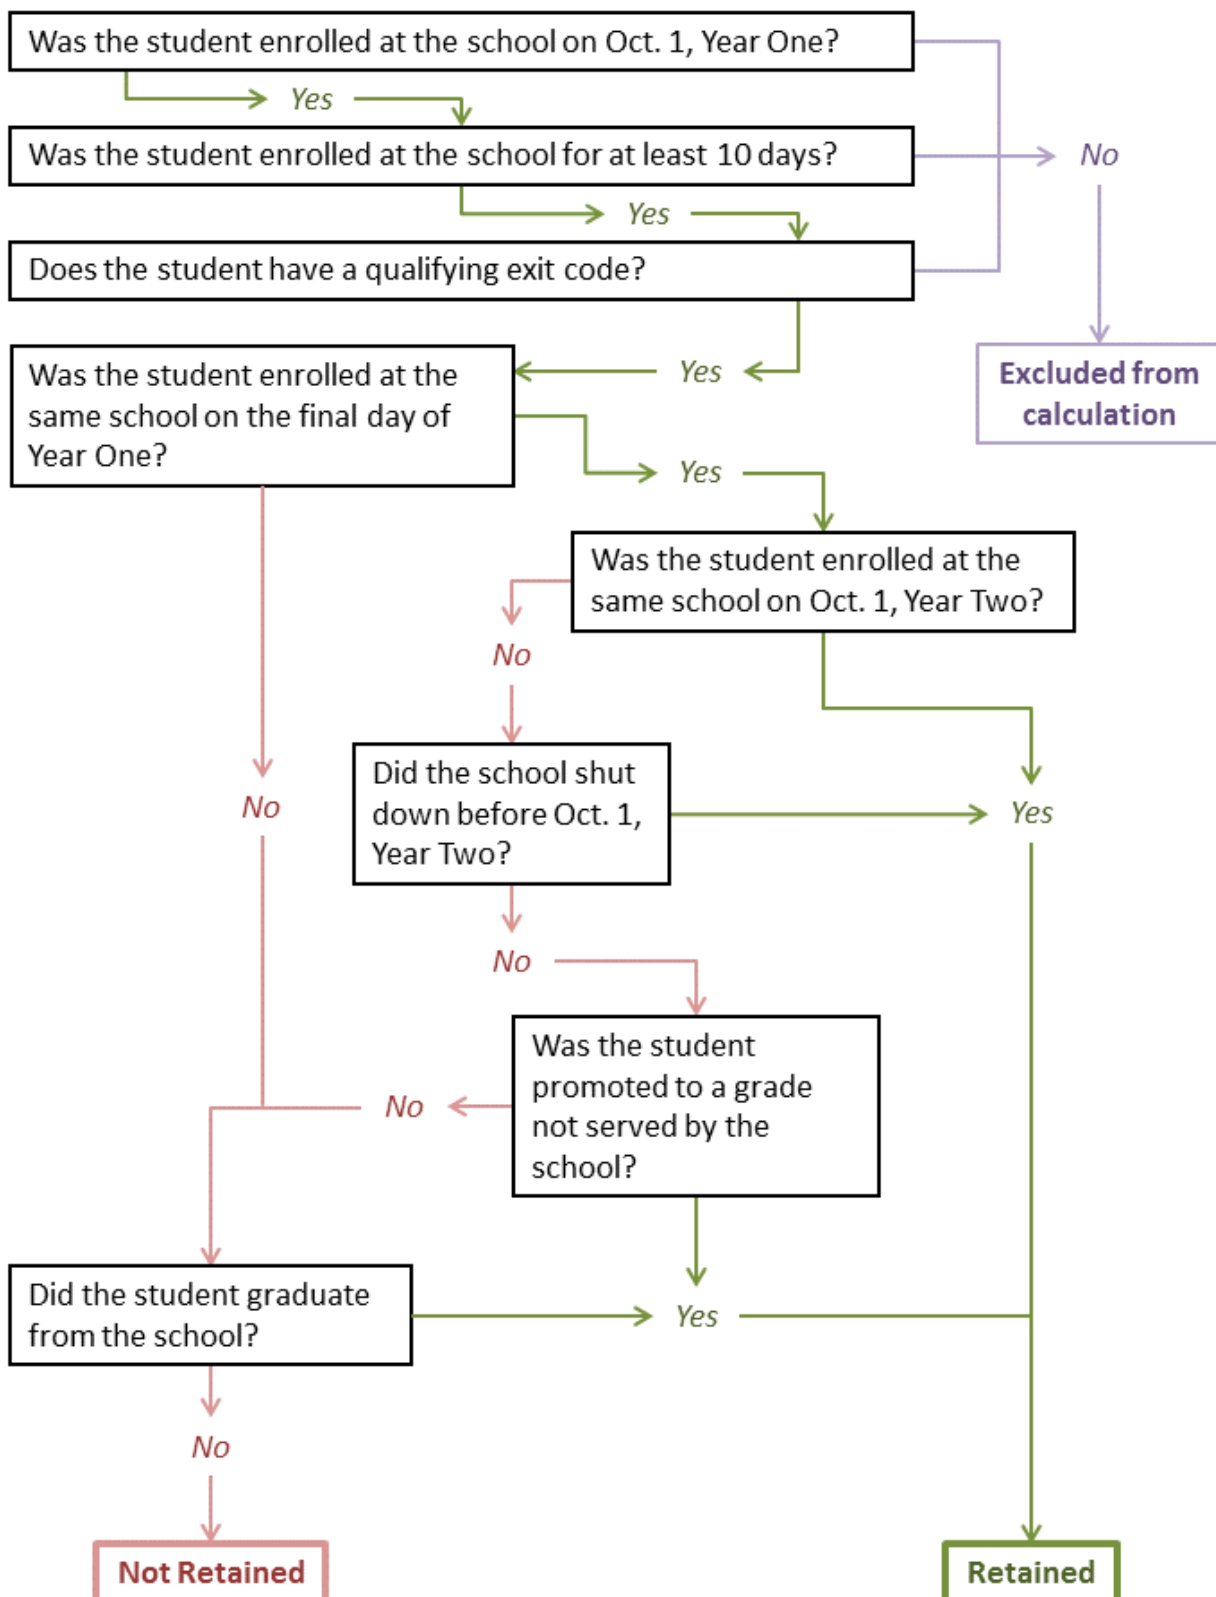 Was the student enrolled at the school on Oct. 1, Year One?
Yes
Was the student enrolled at the school for at least 10 days?
No
Yes
Does the student have a qualifying exit code?
Was the student enrolled at the
same school on the final day of
Year One?
Yes
Excluded from
calculation
Yes
Was the student enrolled at the
same school on Oct. 1, Year Two?
No
Did the school shut
down before Oct. 1,
Year Two?
No
Yes
No
Was the student
promoted to a grade
not served by the
school?
No
Did the student graduate
from the school?
Yes
No
Not Retained
Retained